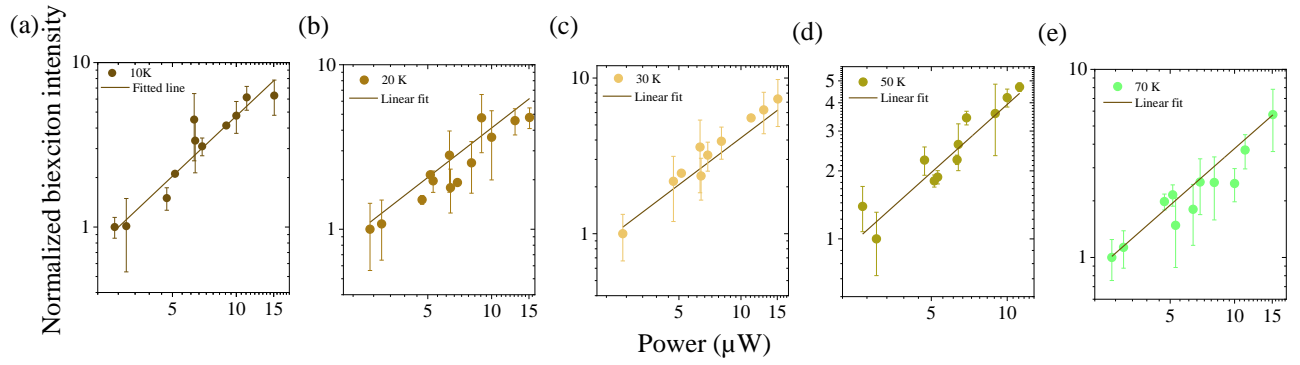 (a)
Normalized biexciton intensity
10
1
5
10
15
10K
Fitted line
(b)
10
1
5
10
15
20 K
Linear fit
(c)
10
1
5
10
15
30 K
Linear fit
(d)
5
4
3
2
1
5
10
50 K
Linear fit
(e)
10
1
5
10
15
70 K
Linear fit
Power (μW)